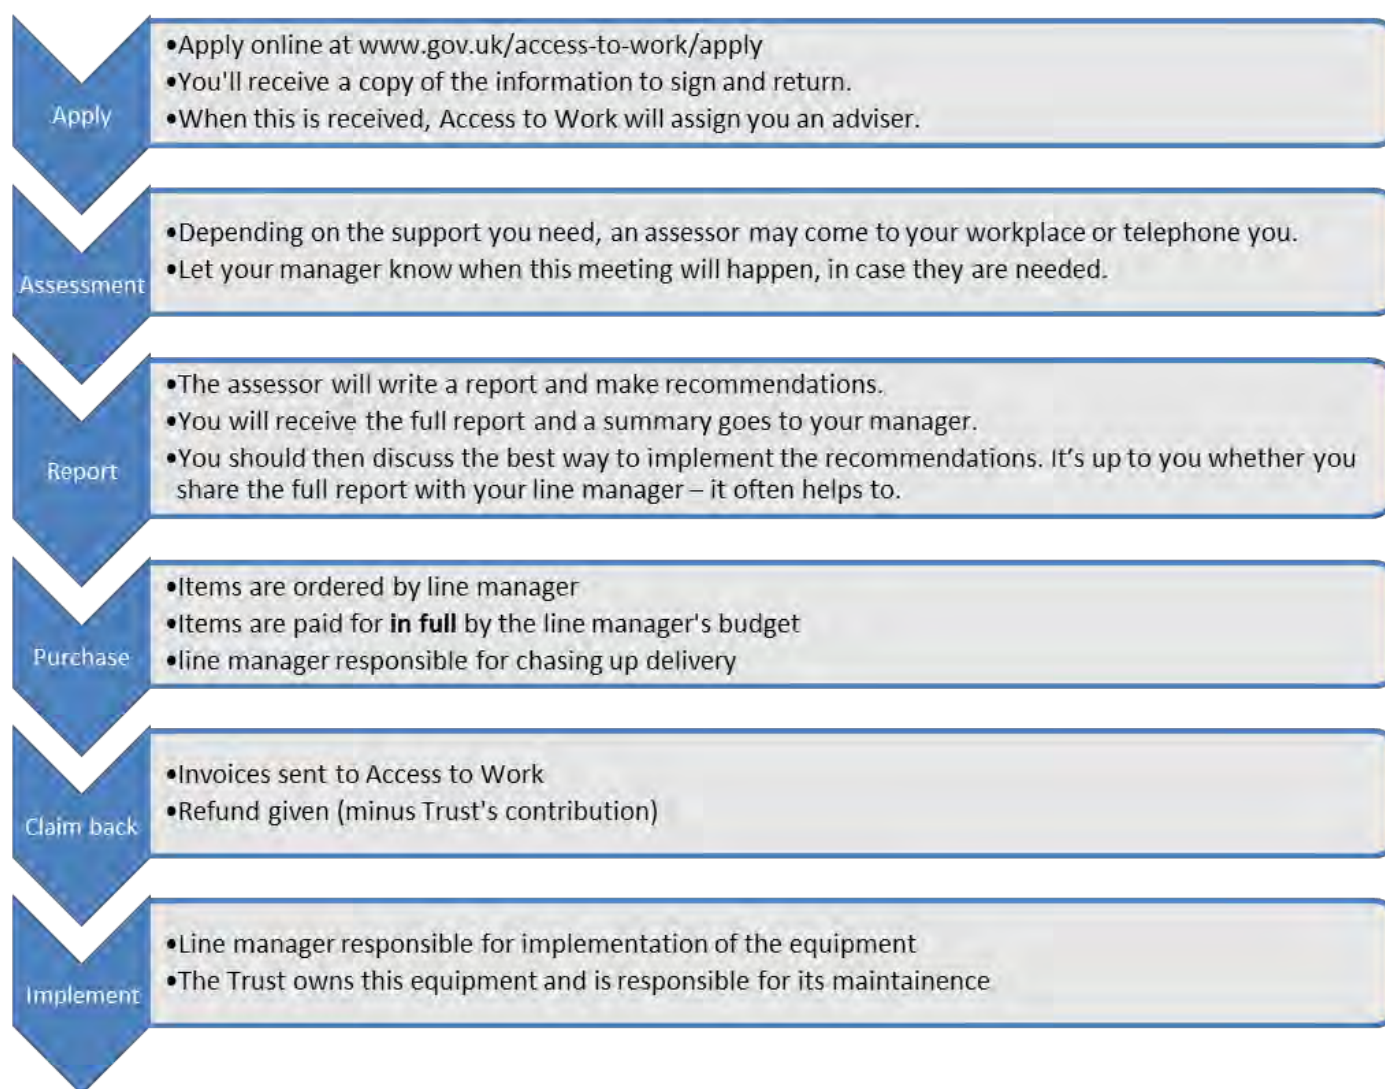 Apply
•Apply online at www.gov.uk/access-to-work/apply
•You'll receive a copy of the information to sign and return.
•When this is received, Access to Work will assign you an adviser.
Assessment
•Depending on the support you need, an assessor may come to your workplace or telephone you.
•Let your manager know when this meeting will happen, in case they are needed.
Report
•The assessor will write a report and make recommendations.
•You will receive the full report and a summary goes to your manager.
•You should then discuss the best way to implement the recommendations. It’s up to you whether you
share the full report with your line manager – it often helps to.
Purchase
•Items are ordered by line manager
•Items are paid for in full by the line manager's budget
•line manager responsible for chasing up delivery
Claim back
•Invoices sent to Access to Work
•Refund given (minus Trust's contribution)
Implement
•Line manager responsible for implementation of the equipment
•The Trust owns this equipment and is responsible for its maintainence